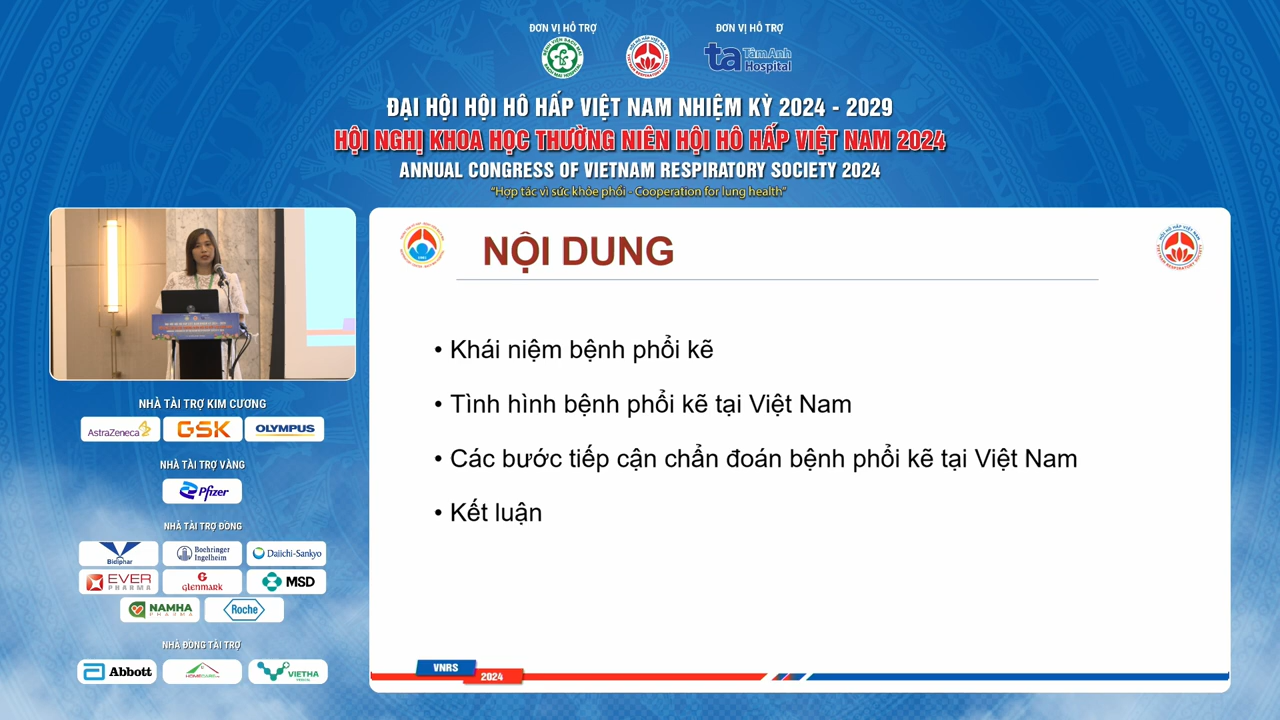 ĐƠN VỊ HỖ TRỢ
ĐƠN VỊ HỖ TRỢ
ta TâmAnh Hospital
ĐẠI HỘI HỘI HÔ HẤP VIỆT NAM NHIỆM KỲ 2024 - 2029
HỘI NGHỊ KHOA HỌC THƯỜNG NIÊN HỘI HÔ HẤP VIỆT NAM 2024
ANNUAL CONGRESS OF VIETNAM RESPIRATORY SOCIETY 2024
"Hợp tác vì sức khỏe phổi - Cooperation for lung health"
NHÀ TÀI TRỢ KIM CƯƠNG
AstraZeneca
GSK
OLYMPUS
NHÀ TÀI TRỢ VÀNG
Pfizer
NHÀ TÀI TRỢ ĐỒNG
Bidiphar
Boehringer Ingelheim
Daiichi-Sankyo
EVER PHARMA
GLENMARK
MSD
NAMHA PHARMA
Roche
NHÀ ĐỒNG TÀI TRỢ
Abbott
VIETHA
NỘI DUNG
• Khái niệm bệnh phổi kẽ
• Tình hình bệnh phổi kẽ tại Việt Nam
• Các bước tiếp cận chẩn đoán bệnh phổi kẽ tại Việt Nam
• Kết luận
VNRS
2024